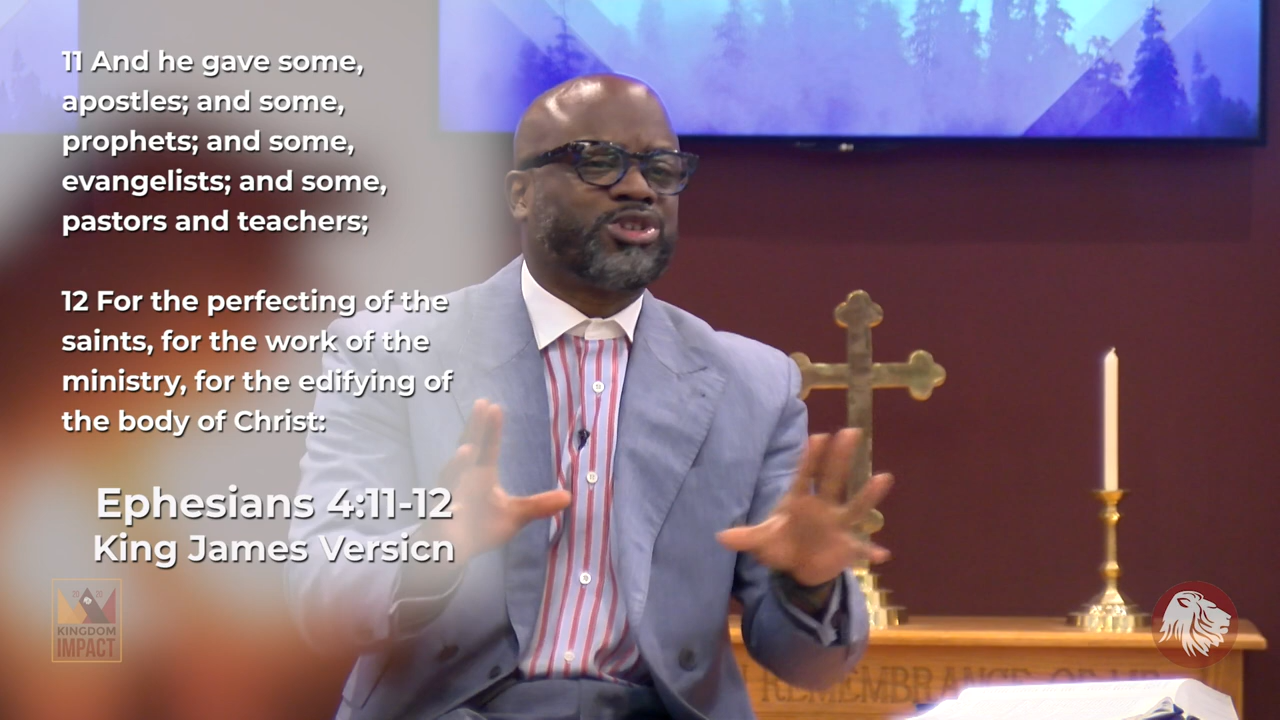 11 And he gave some,
apostles; and some,
prophets; and some,
evangelists; and some,
pastors and teachers;
12 For the perfecting of the
saints, for the work of the
ministry, for the edifying of
the body of Christ:
Ephesians 4:11-12
King James Versicn
20 20
KINGDOM
IMPACT
REMEMBRANCE OF